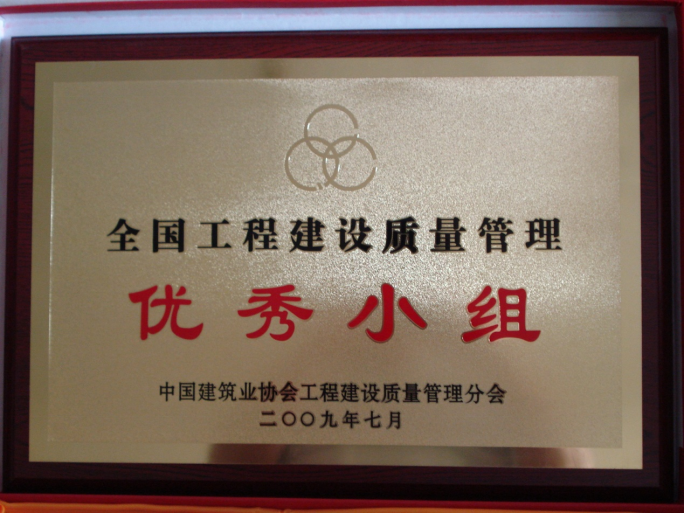 全国工程建设质量管理
优秀小组
中国建筑业协会工程建设质量管理分会
二〇〇九年七月